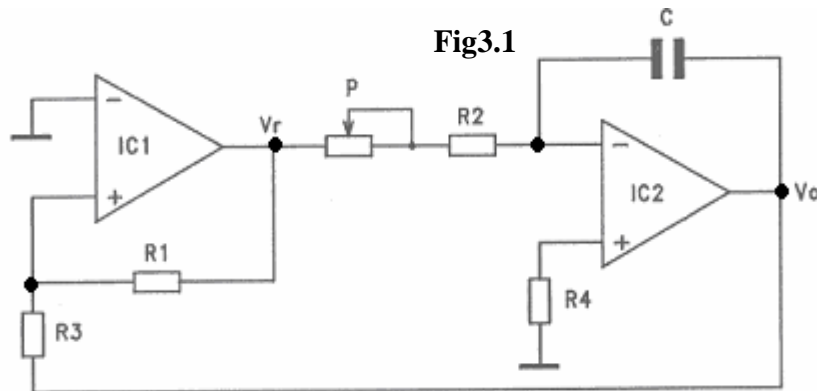 Fig3.1
C
P
Vr
R2
IC1
−
+
R1
R3
−
+
IC2
Vo
R4